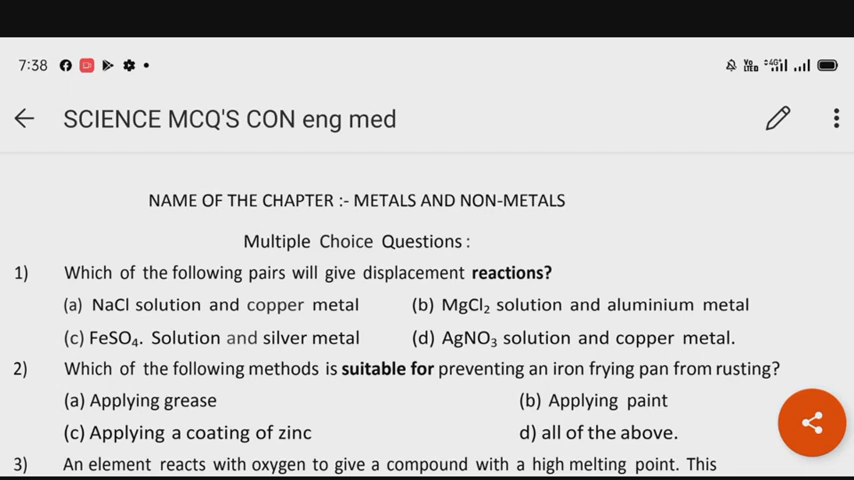 7:38
Vo LTED 4G+
SCIENCE MCQ'S CON eng med
NAME OF THE CHAPTER :- METALS AND NON-METALS
Multiple Choice Questions :
1) Which of the following pairs will give displacement reactions?
(a) NaCl solution and copper metal (b) MgCl₂ solution and aluminium metal
(c) FeSO₄. Solution and silver metal (d) AgNO₃ solution and copper metal.
2) Which of the following methods is suitable for preventing an iron frying pan from rusting?
(a) Applying grease (b) Applying paint
(c) Applying a coating of zinc d) all of the above.
3) An element reacts with oxygen to give a compound with a high melting point. This